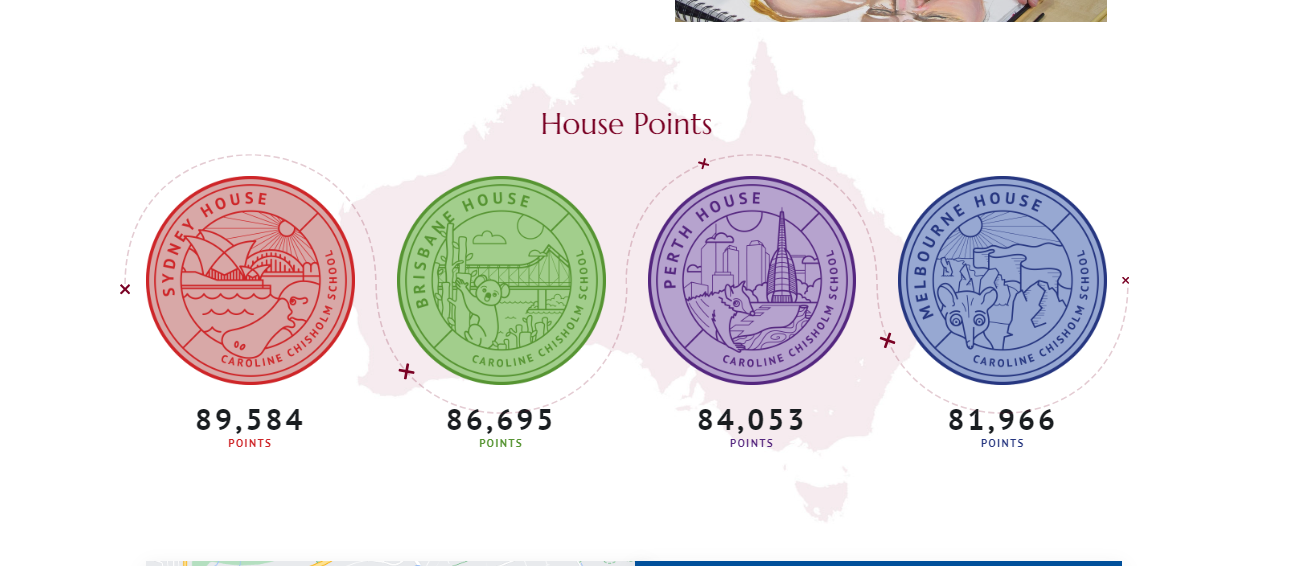 House Points
SYDNEY HOUSE
CAROLINE CHISHOLM SCHOOL
BRISBANE HOUSE
CAROLINE CHISHOLM SCHOOL
PERTH HOUSE
CAROLINE CHISHOLM SCHOOL
MELBOURNE HOUSE
CAROLINE CHISHOLM SCHOOL
89,584
POINTS
86,695
POINTS
84,053
POINTS
81,966
POINTS